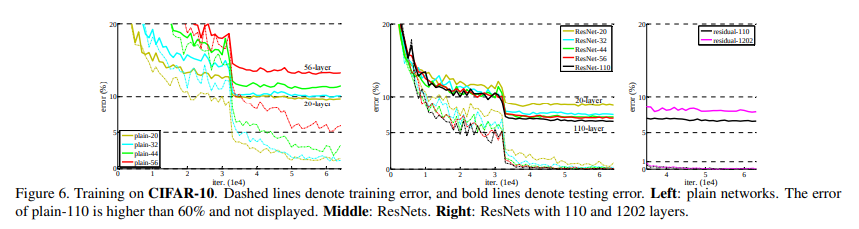 20
10
5
0
error (%)
0 1 2 3 4 5 6
iter. (1e4)
56-layer
20-layer
plain-20
plain-32
plain-44
plain-56
20
10
5
0
error (%)
0 1 2 3 4 5 6
iter. (1e4)
20-layer
110-layer
ResNet-20
ResNet-32
ResNet-44
ResNet-56
ResNet-110
20
10
5
1
0
error (%)
4 5 6
iter. (1e4)
residual-110
residual-1202
Figure 6. Training on CIFAR-10. Dashed lines denote training error, and bold lines denote testing error. Left: plain networks. The error
of plain-110 is higher than 60% and not displayed. Middle: ResNets. Right: ResNets with 110 and 1202 layers.